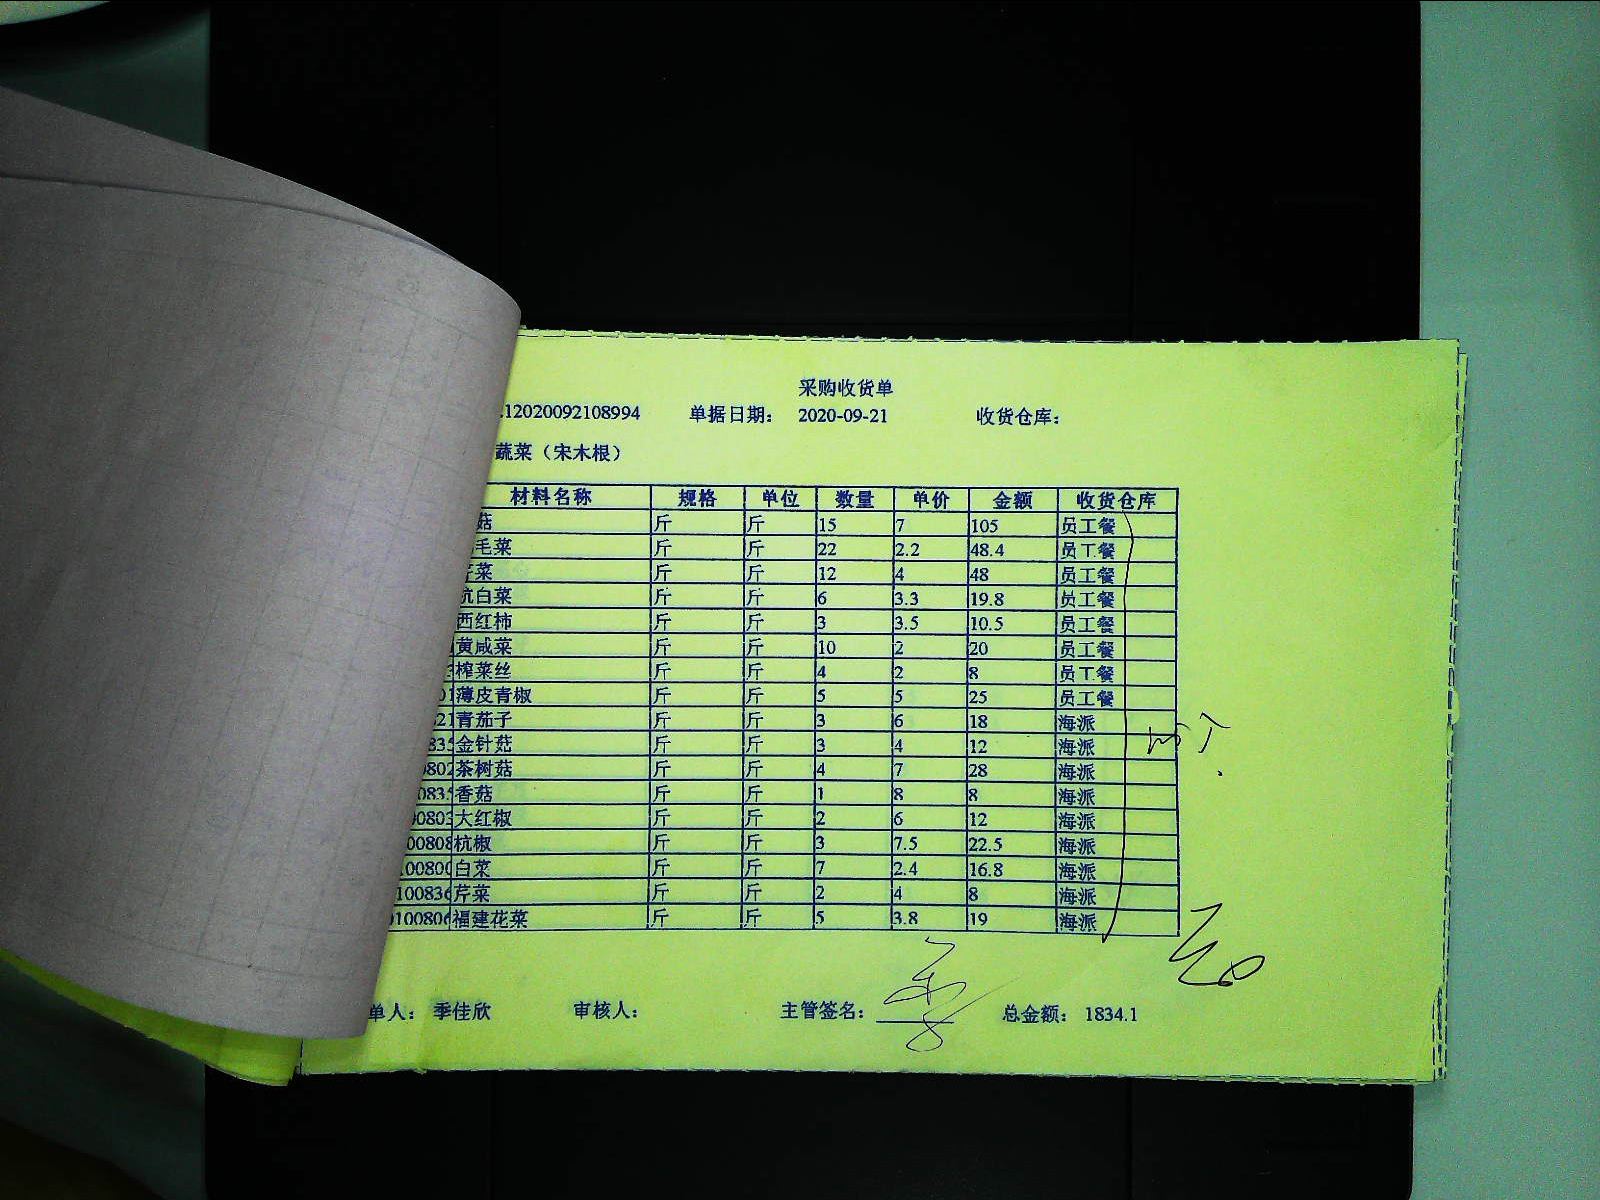 采购收货单
.12020092108994 单据日期： 2020-09-21 收货仓库：
蔬菜（宋木根）
材料名称 规格 单位 数量 单价 金额 收货仓库
菇 斤 斤 15 7 105 员工餐
毛菜 斤 斤 22 2.2 48.4 员工餐
菜 斤 斤 12 4 48 员工餐
杭白菜 斤 斤 6 3.3 19.8 员工餐
西红柿 斤 斤 3 3.5 10.5 员工餐
黄咸菜 斤 斤 10 2 20 员工餐
榨菜丝 斤 斤 4 2 8 员工餐
01 薄皮青椒 斤 斤 5 5 25 员工餐
821 青茄子 斤 斤 3 6 18 海派
835 金针菇 斤 斤 3 4 12 海派
0802 茶树菇 斤 斤 4 7 28 海派
0835 香菇 斤 斤 1 8 8 海派
00803 大红椒 斤 斤 2 6 12 海派
00808 杭椒 斤 斤 3 7.5 22.5 海派
100800 白菜 斤 斤 7 2.4 16.8 海派
100836 芹菜 斤 斤 2 4 8 海派
0100806 福建花菜 斤 斤 5 3.8 19 海派
单人： 季佳欣 审核人： 主管签名： 总金额： 1834.1